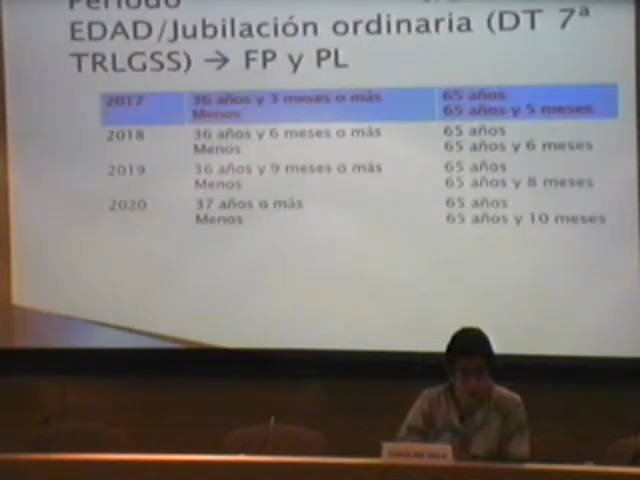 Período
EDAD/Jubilación ordinaria (DT 7ª
TRLGSS) → FP y PL
2017 36 años y 3 meses o más 65 años
Menos 65 años y 5 meses
2018 36 años y 6 meses o más 65 años
Menos 65 años y 6 meses
2019 36 años y 9 meses o más 65 años
Menos 65 años y 8 meses
2020 37 años o más 65 años
Menos 65 años y 10 meses